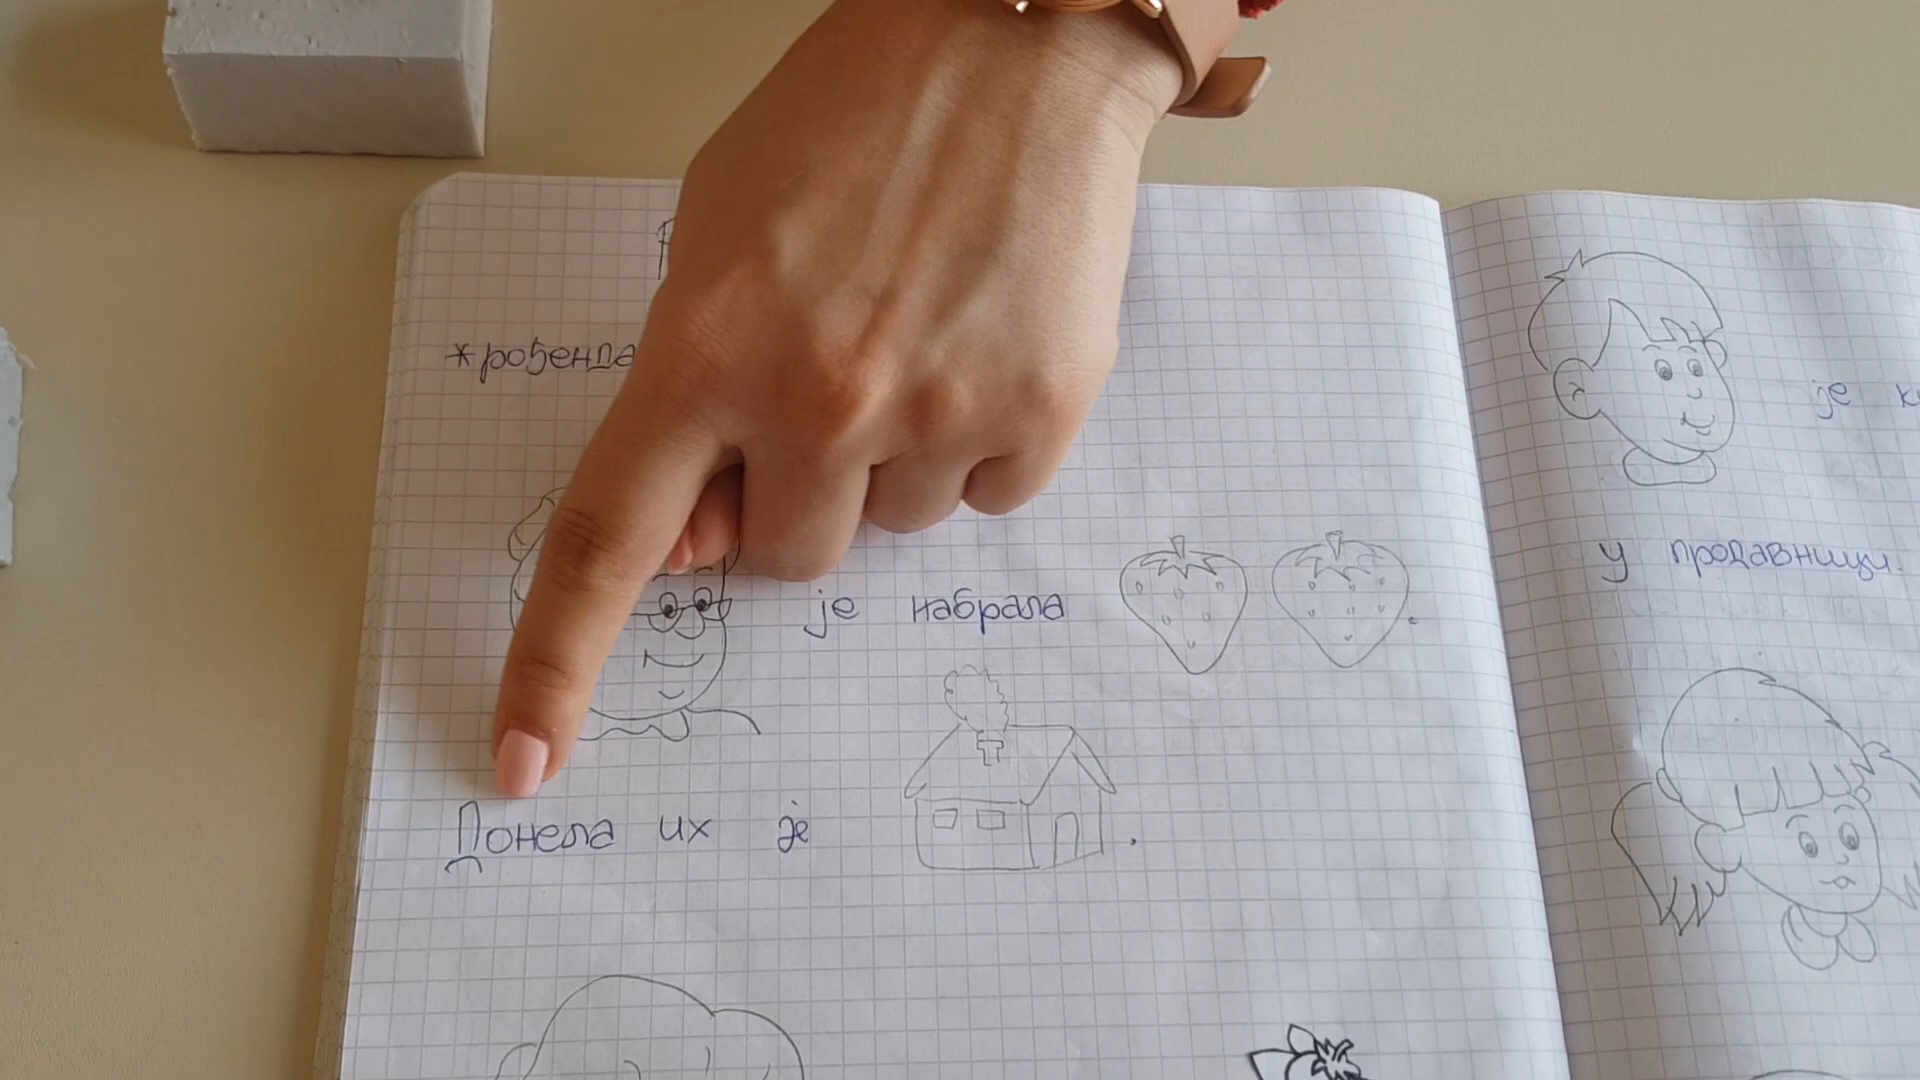 *рођенда
је набрала .
Донела их је .
је
у продавници.